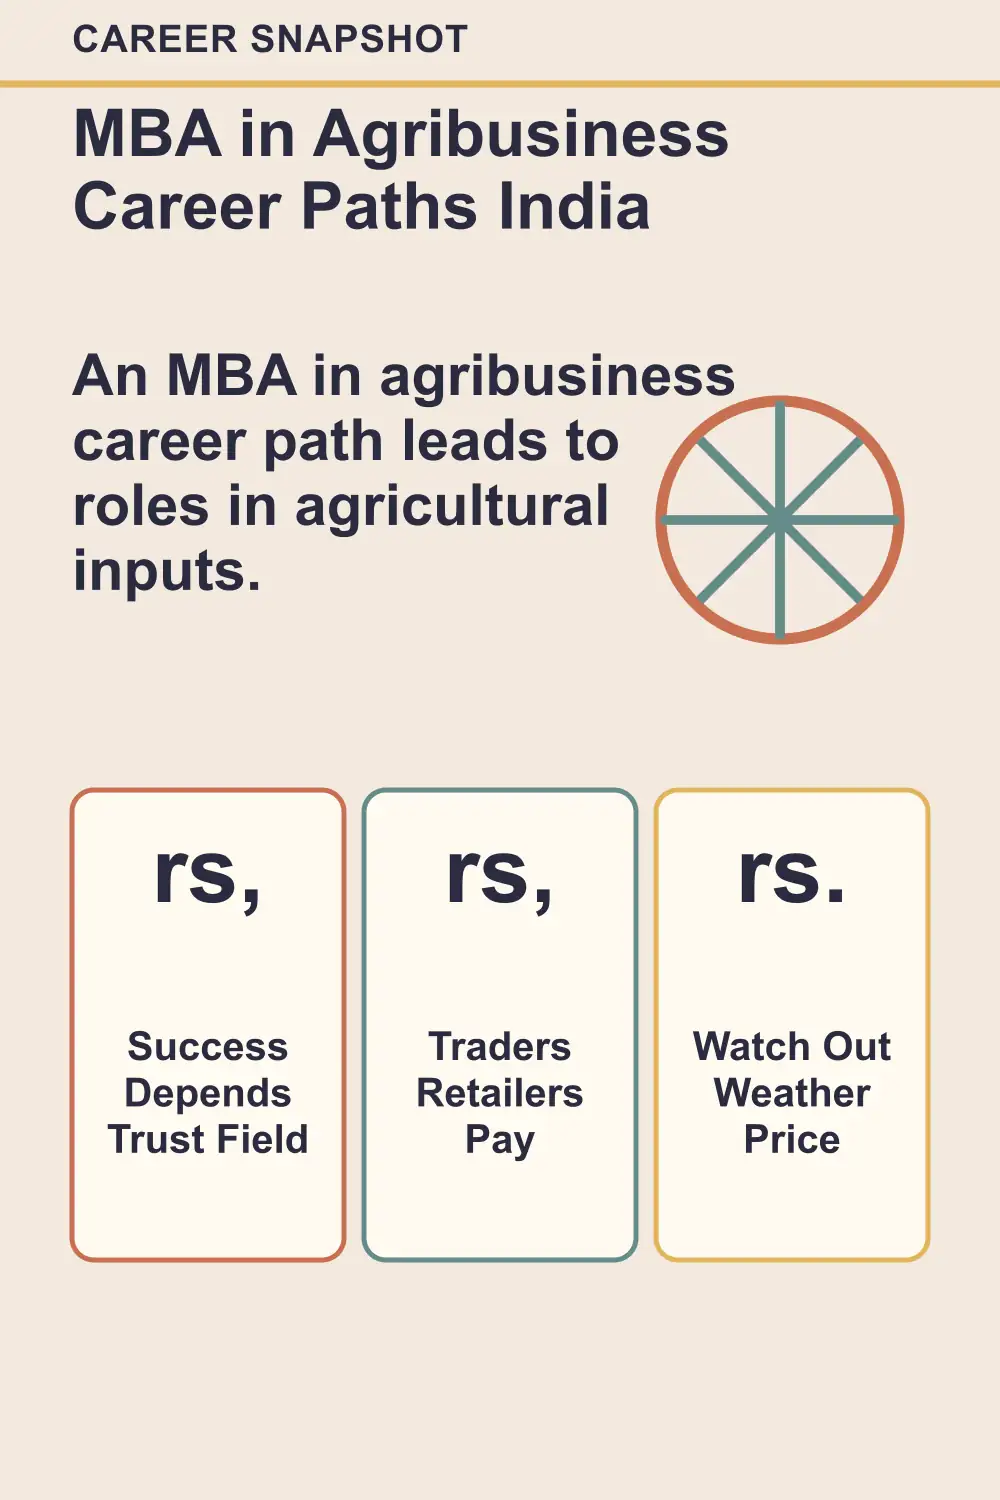 CAREER SNAPSHOT
MBA in Agribusiness
Career Paths India
An MBA in agribusiness
career path leads to
roles in agricultural
inputs.
rs,
Success
Depends
Trust Field
rs,
Traders
Retailers
Pay
rs.
Watch Out
Weather
Price